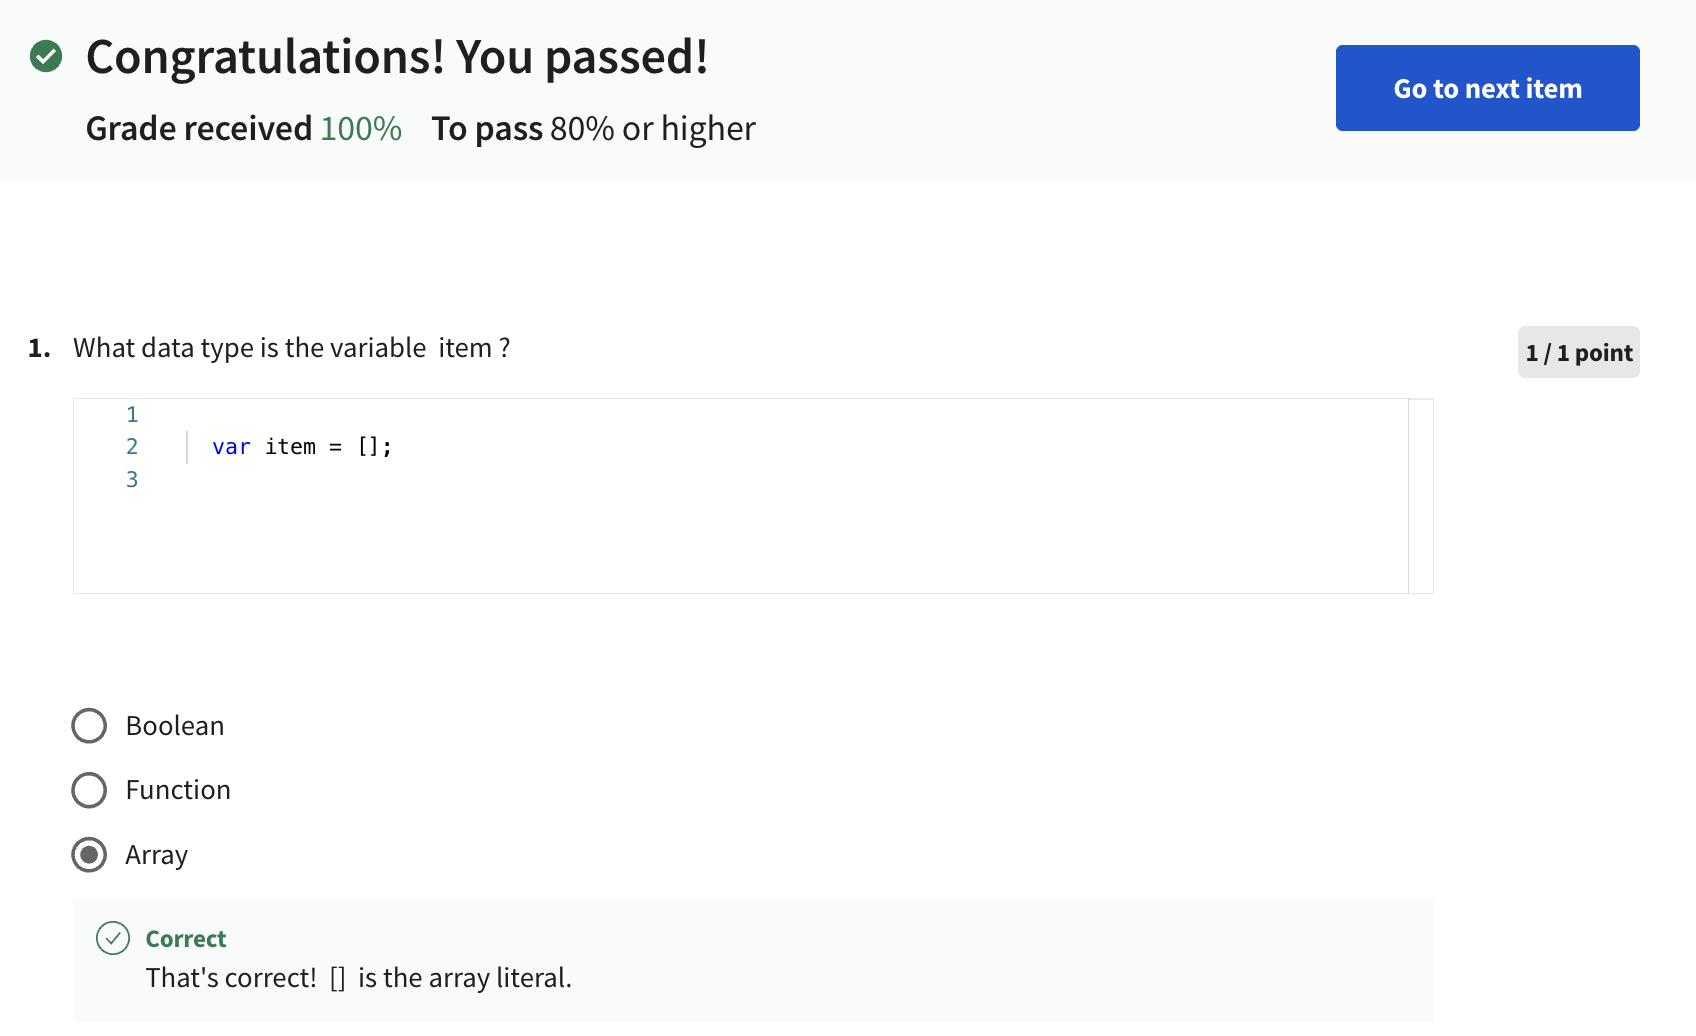 Congratulations! You passed!
Go to next item
Grade received 100% To pass 80% or higher
1. What data type is the variable item ?
1 / 1 point
1
2 var item = [];
3
Boolean
Function
Array
Correct
That's correct! [] is the array literal.